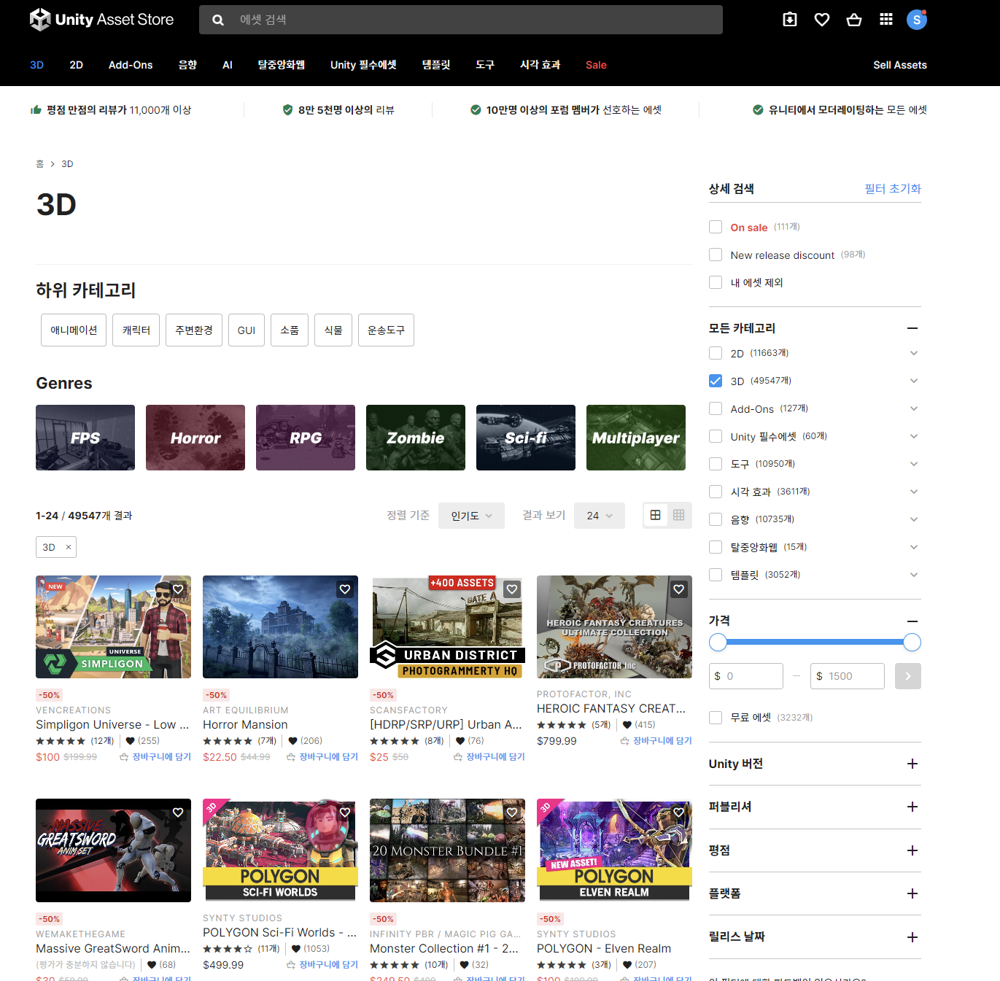 Unity Asset Store
에셋 검색
S
3D 2D Add-Ons 음향 AI 탈중앙화웹 Unity 필수에셋 템플릿 도구 시각 효과 Sale Sell Assets
평점 만점의 리뷰가 11,000개 이상 8만 5천명 이상의 리뷰 10만명 이상의 포럼 멤버가 선호하는 에셋 유니티에서 모더레이팅하는 모든 에셋
홈 > 3D
3D
하위 카테고리
애니메이션 캐릭터 주변환경 GUI 소품 식물 운송도구
Genres
FPS Horror RPG Zombie Sci-fi Multiplayer
1-24 / 49547개 결과 정렬 기준 인기도 결과 보기 24
3D ×
NEW
UNIVERSE
SIMPLIGON
-50%
VENCREATIONS
Simpligon Universe - Low ...
★★★★★ (12개) (255)
$100 $199.99 장바구니에 담기
-50%
ART EQUILIBRIUM
Horror Mansion
★★★★★ (7개) (206)
$22.50 $44.99 장바구니에 담기
+400 ASSETS
GATE A
URBAN DISTRICT
PHOTOGRAMMERTY HQ
-50%
SCANSFACTORY
[HDRP/SRP/URP] Urban A...
★★★★★ (8개) (76)
$25 $50 장바구니에 담기
HEROIC FANTASY CREATURES
ULTIMATE COLLECTION
PROTOFACTOR Inc
PROTOFACTOR, INC
HEROIC FANTASY CREAT...
★★★★★ (5개) (415)
$799.99 장바구니에 담기
MASSIVE
GREATSWORD
ANIM SET
-50%
WEMAKETHEGAME
Massive GreatSword Anim...
(평가가 충분하지 않습니다) (68)
$30 $59.99 장바구니에 담기
3D
POLYGON
SCI-FI WORLDS
SYNTY STUDIOS
POLYGON Sci-Fi Worlds - ...
★★★★☆ (11개) (1053)
$499.99 장바구니에 담기
20 MONSTER BUNDLE #1
-50%
INFINITY PBR / MAGIC PIG GA...
Monster Collection #1 - 2...
★★★★★ (10개) (32)
$249.50 $499 장바구니에 담기
3D
NEW ASSET!
POLYGON
ELVEN REALM
-50%
SYNTY STUDIOS
POLYGON - Elven Realm
★★★★★ (3개) (207)
$100 $199.99 장바구니에 담기
상세 검색 필터 초기화
On sale (111개)
New release discount (98개)
내 에셋 제외
모든 카테고리
2D (11663개)
3D (49547개)
Add-Ons (127개)
Unity 필수에셋 (60개)
도구 (10950개)
시각 효과 (3611개)
음향 (10735개)
탈중앙화웹 (15개)
템플릿 (3052개)
가격
$ 0 – $ 1500
무료 에셋 (3232개)
Unity 버전
퍼블리셔
평점
플랫폼
릴리스 날짜